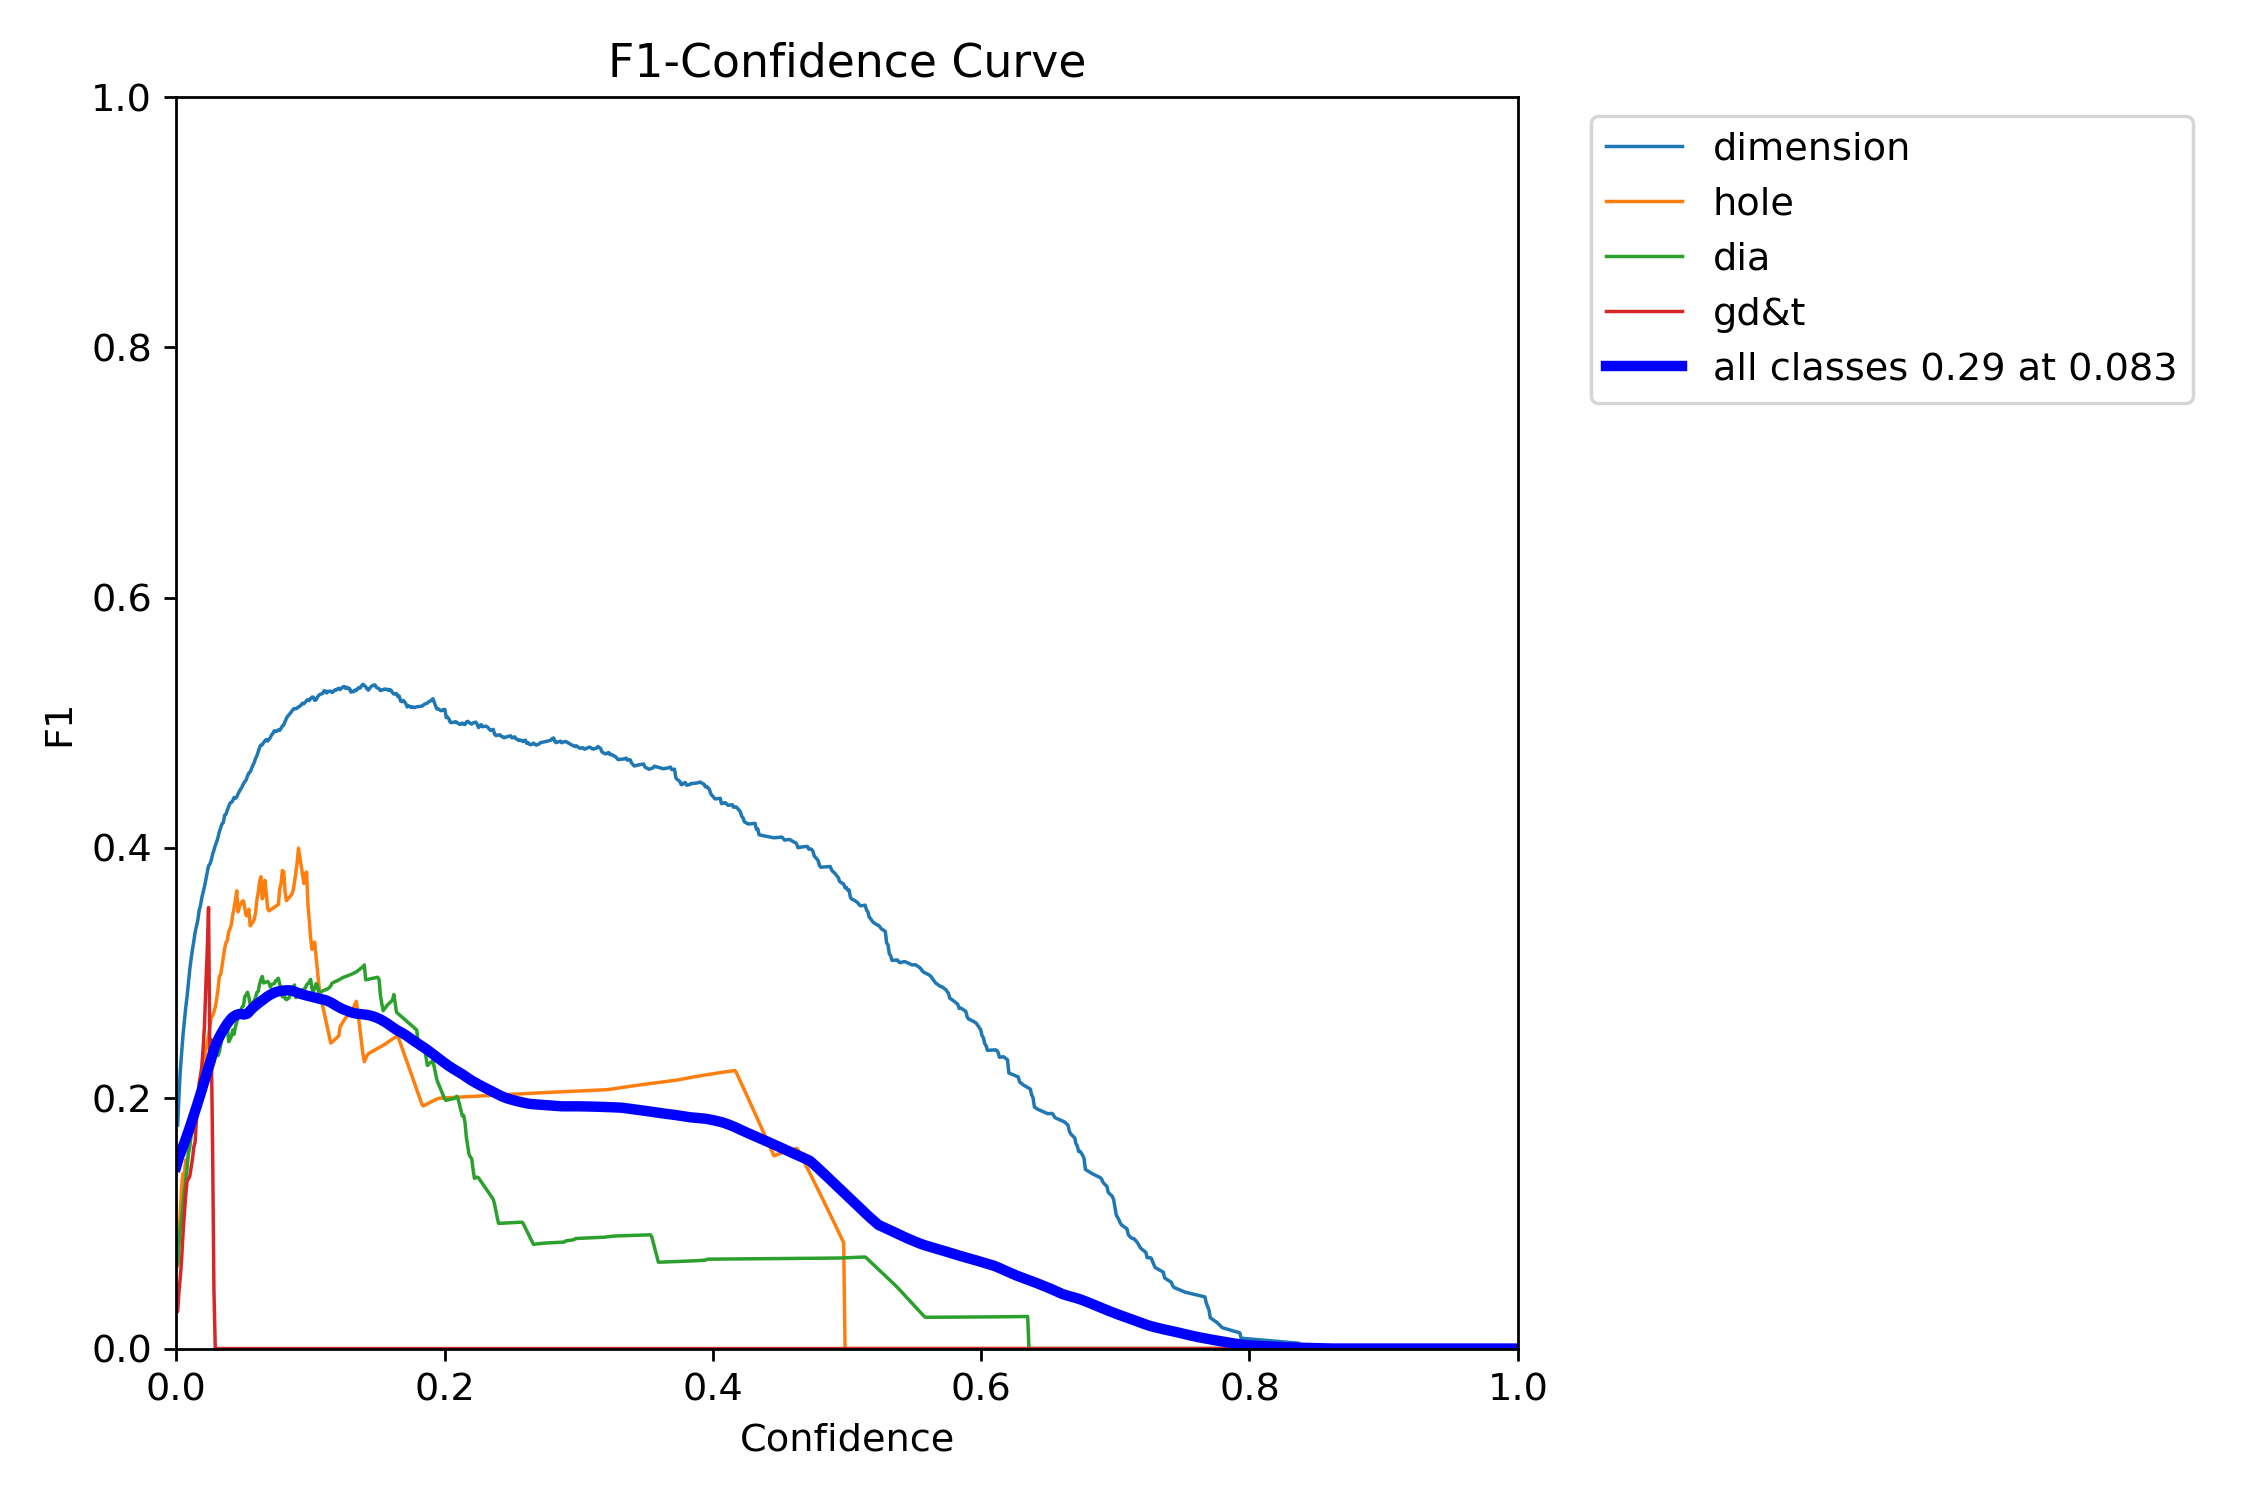 F1-Confidence Curve
1.0
0.8
0.6
0.4
0.2
0.0
F1
0.0 0.2 0.4 0.6 0.8 1.0
Confidence
dimension
hole
dia
gd&t
all classes 0.29 at 0.083